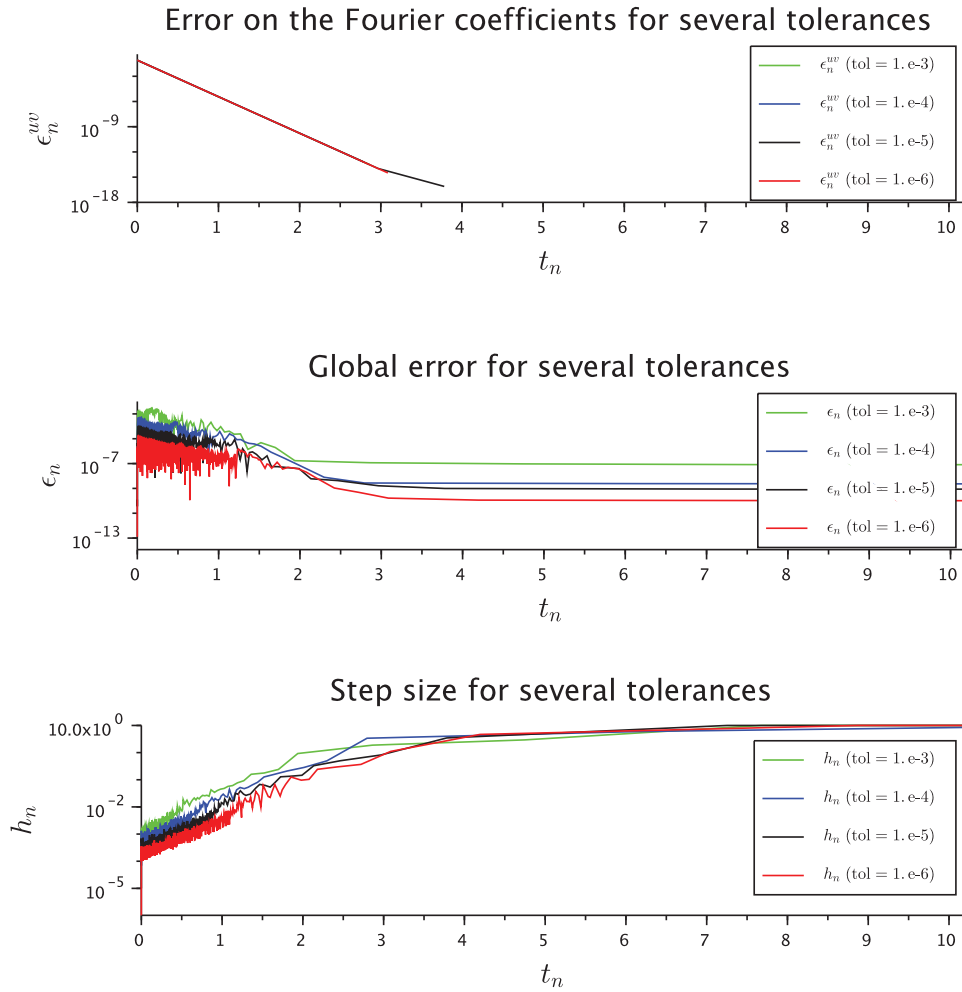 Error on the Fourier coefficients for several tolerances
ϵ_n^{uv}
10^{-9}
10^{-18}
ϵ_n^{uv} (tol = 1.e-3)
ϵ_n^{uv} (tol = 1.e-4)
ϵ_n^{uv} (tol = 1.e-5)
ϵ_n^{uv} (tol = 1.e-6)
0 1 2 3 4 5 6 7 8 9 10
t_n
Global error for several tolerances
ϵ_n
10^{-7}
10^{-13}
ϵ_n (tol = 1.e-3)
ϵ_n (tol = 1.e-4)
ϵ_n (tol = 1.e-5)
ϵ_n (tol = 1.e-6)
0 1 2 3 4 5 6 7 8 9 10
t_n
Step size for several tolerances
h_n
10.0x10^{0}
10^{-2}
10^{-5}
h_n (tol = 1.e-3)
h_n (tol = 1.e-4)
h_n (tol = 1.e-5)
h_n (tol = 1.e-6)
0 1 2 3 4 5 6 7 8 9 10
t_n